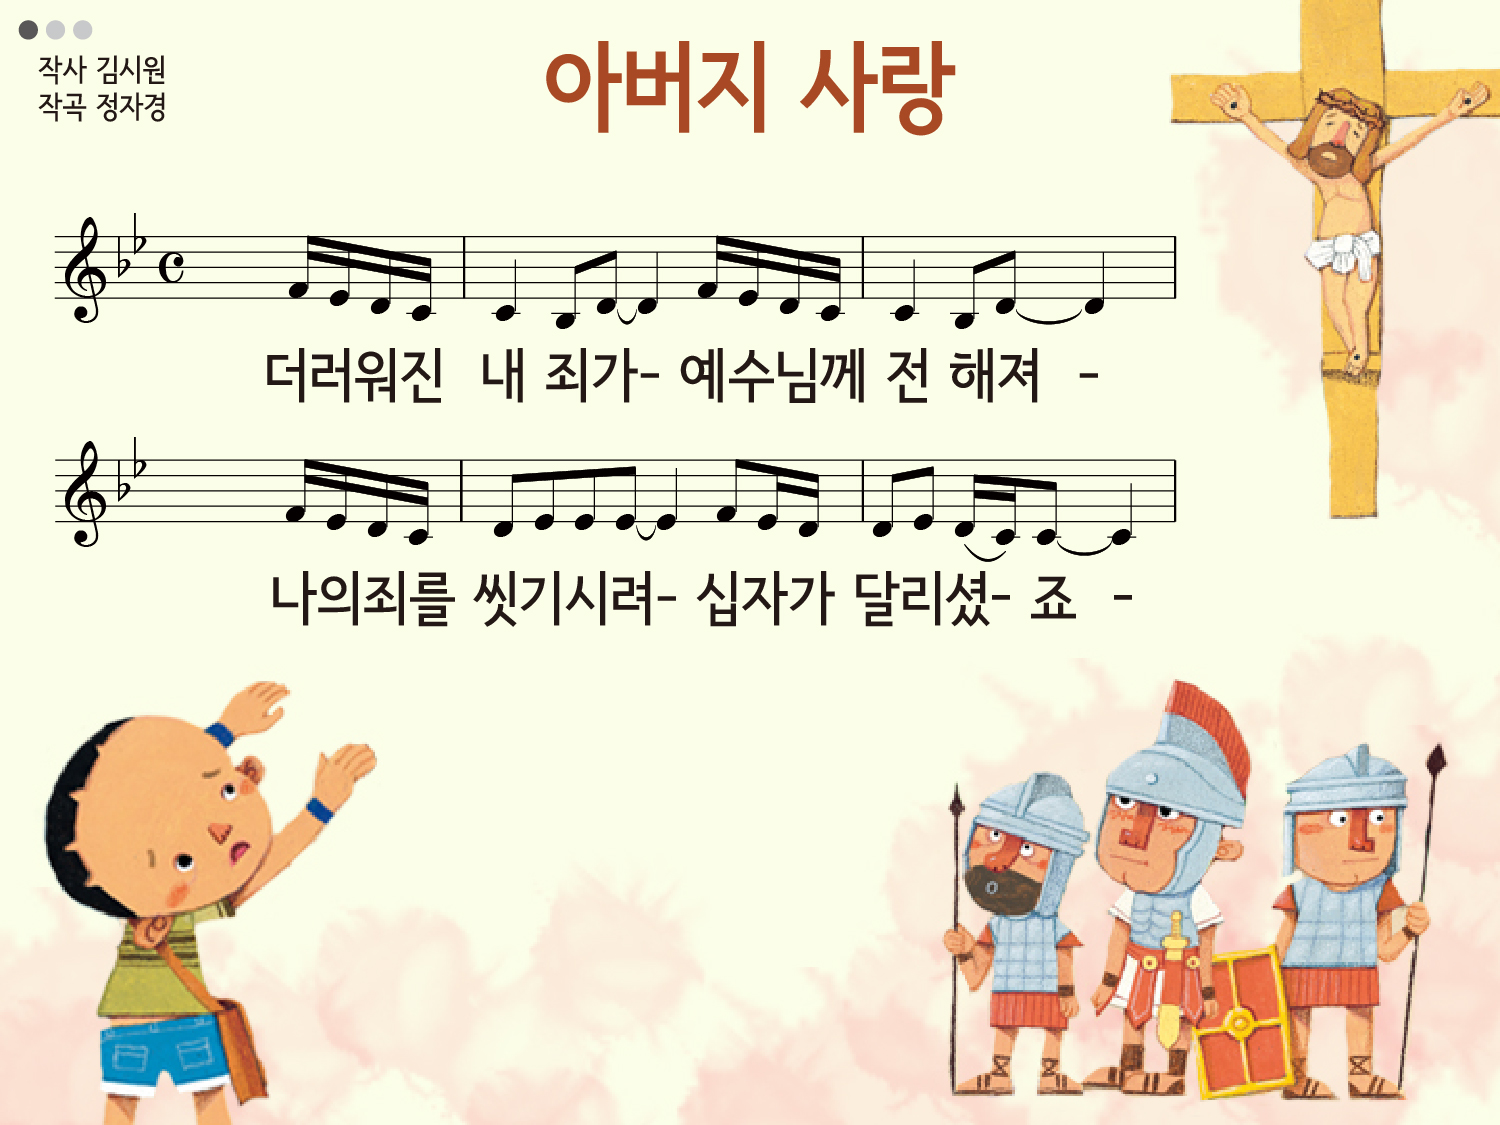 작사 김시원
작곡 정자경
아버지 사랑
더러워진 내 죄가- 예수님께 전 해져 -
나의죄를 씻기시려- 십자가 달리셨- 죠 -